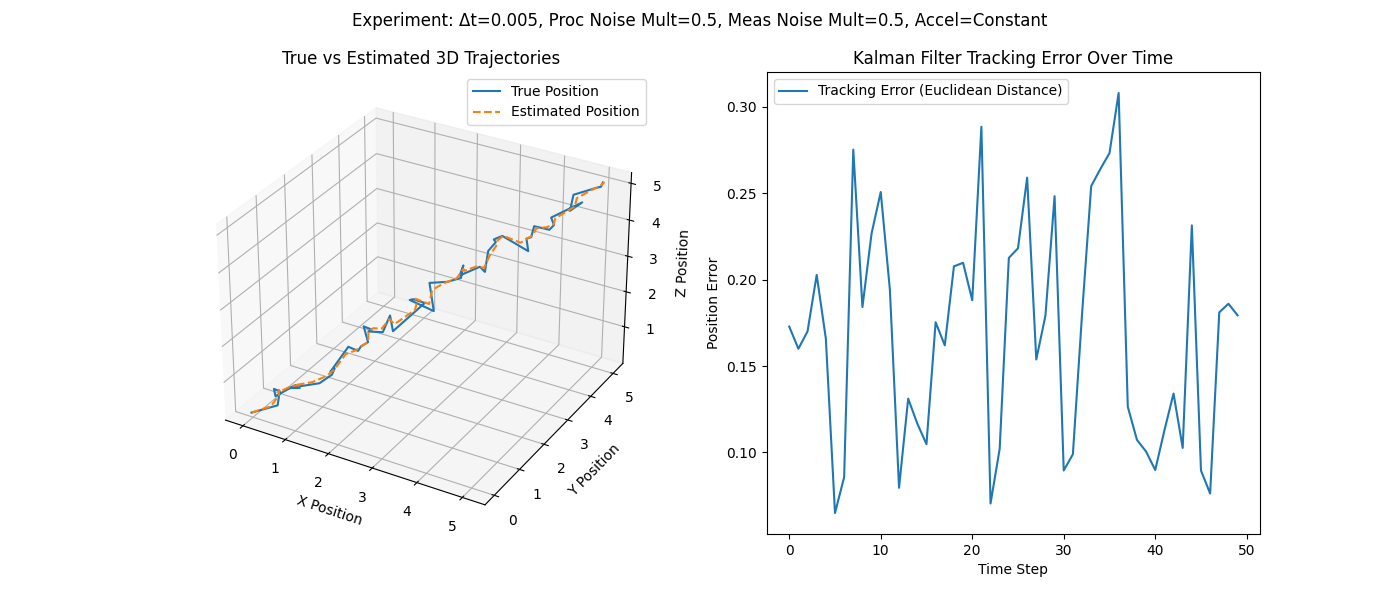 Experiment: Δt=0.005, Proc Noise Mult=0.5, Meas Noise Mult=0.5, Accel=Constant
True vs Estimated 3D Trajectories
True Position
Estimated Position
0
1
2
3
4
5
X Position
0
1
2
3
4
5
Y Position
1
2
3
4
5
Z Position
Kalman Filter Tracking Error Over Time
Tracking Error (Euclidean Distance)
0.30
0.25
0.20
0.15
0.10
Position Error
0
10
20
30
40
50
Time Step